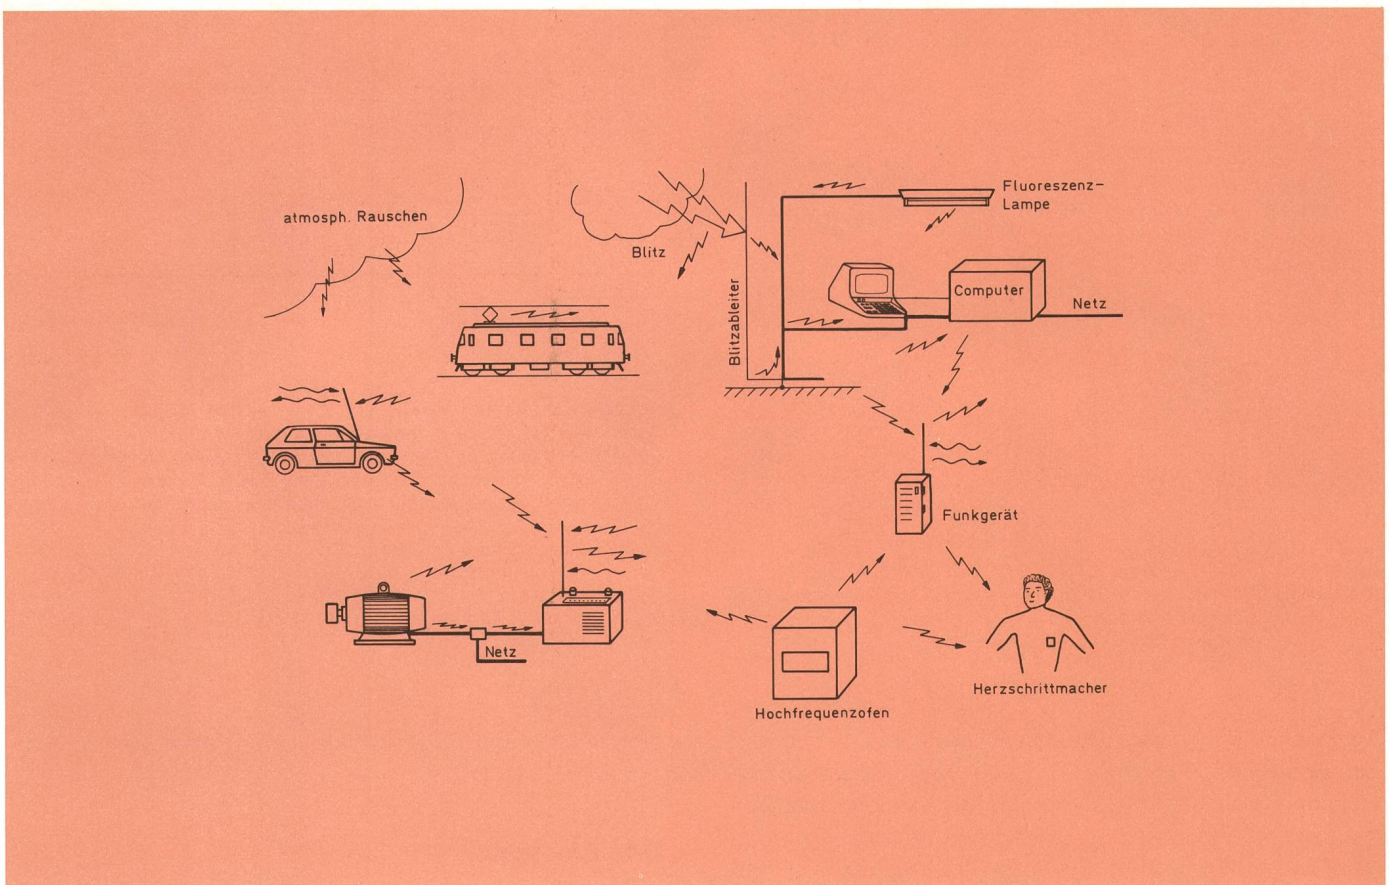 atmosph. Rauschen
Blitz
Blitzableiter
Fluoreszenz-
Lampe
Computer
Netz
Funkgerät
Netz
Herzschrittmacher
Hochfrequenzofen